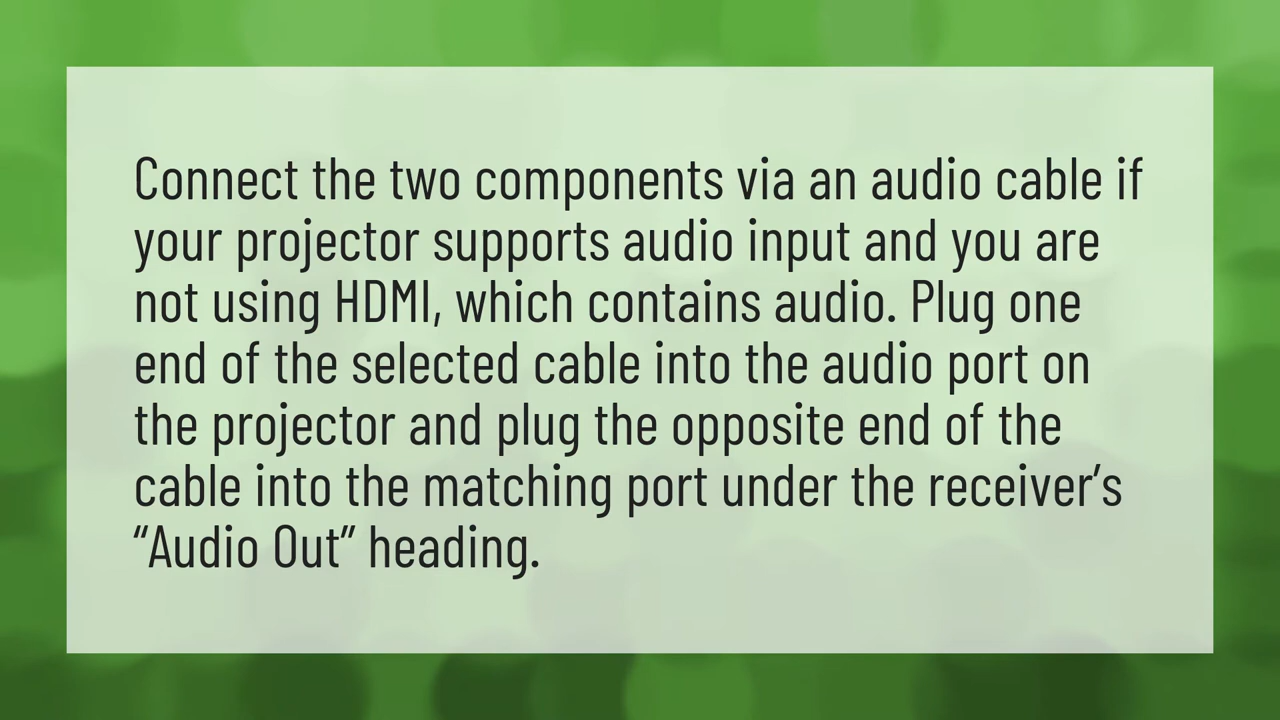 Connect the two components via an audio cable if
your projector supports audio input and you are
not using HDMI, which contains audio. Plug one
end of the selected cable into the audio port on
the projector and plug the opposite end of the
cable into the matching port under the receiver’s
“Audio Out” heading.